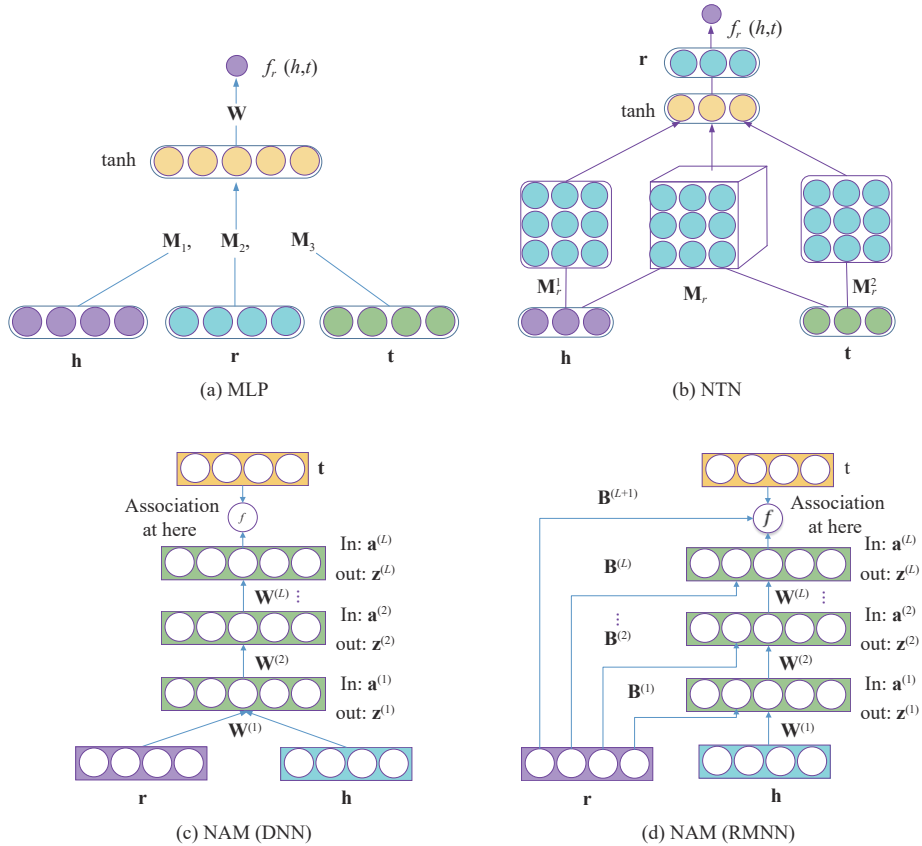 f_r (h,t)
W
tanh
M_1,
M_2,
M_3
h
r
t
(a) MLP
f_r (h,t)
r
tanh
M_r^1
M_r
M_r^2
h
t
(b) NTN
t
Association
at here
f
In: a^(L)
out: z^(L)
W^(L)
⋮
In: a^(2)
out: z^(2)
W^(2)
In: a^(1)
out: z^(1)
W^(1)
r
h
(c) NAM (DNN)
t
B^(L+1)
Association
at here
f
In: a^(L)
out: z^(L)
B^(L)
W^(L)
⋮
In: a^(2)
⋮
out: z^(2)
B^(2)
W^(2)
In: a^(1)
B^(1)
out: z^(1)
W^(1)
r
h
(d) NAM (RMNN)